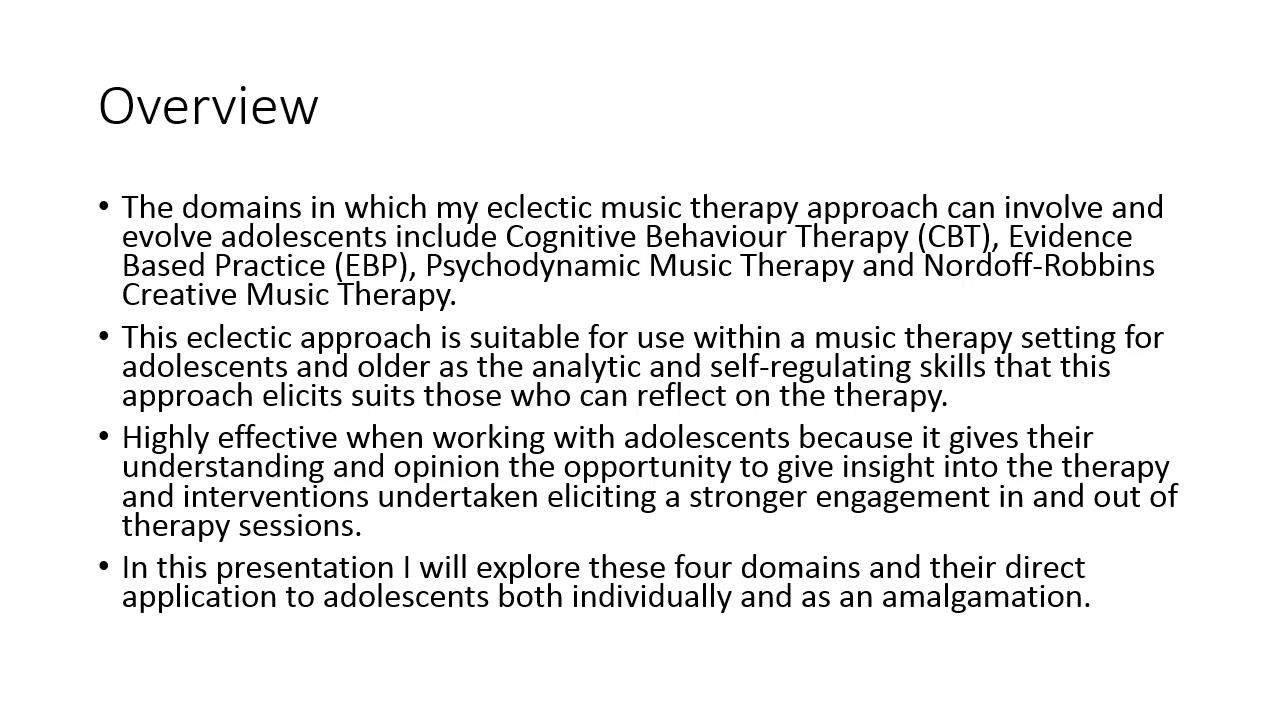 Overview
• The domains in which my eclectic music therapy approach can involve and
evolve adolescents include Cognitive Behaviour Therapy (CBT), Evidence
Based Practice (EBP), Psychodynamic Music Therapy and Nordoff-Robbins
Creative Music Therapy.
• This eclectic approach is suitable for use within a music therapy setting for
adolescents and older as the analytic and self-regulating skills that this
approach elicits suits those who can reflect on the therapy.
• Highly effective when working with adolescents because it gives their
understanding and opinion the opportunity to give insight into the therapy
and interventions undertaken eliciting a stronger engagement in and out of
therapy sessions.
• In this presentation I will explore these four domains and their direct
application to adolescents both individually and as an amalgamation.